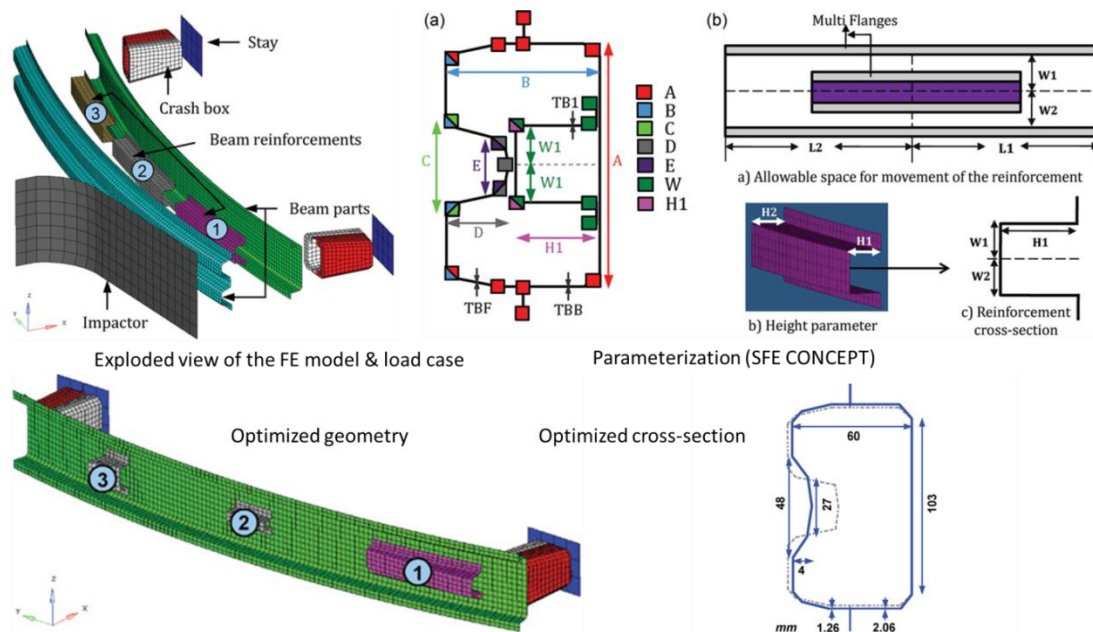 Stay
Crash box
Beam reinforcements
Beam parts
Impactor
3
2
1
Z
Y
X
Exploded view of the FE model & load case
(a)
B
TB1
W1
W1
C
E
D
H1
A
TBF
TBB
A
B
C
D
E
W
H1
Parameterization (SFE CONCEPT)
(b)
Multi Flanges
W1
W2
L2
L1
a) Allowable space for movement of the reinforcement
H2
H1
b) Height parameter
W1
W2
H1
c) Reinforcement
cross-section
Optimized geometry
3
2
1
Z
Y
X
Optimized cross-section
60
48
27
103
4
mm
1.26
2.06